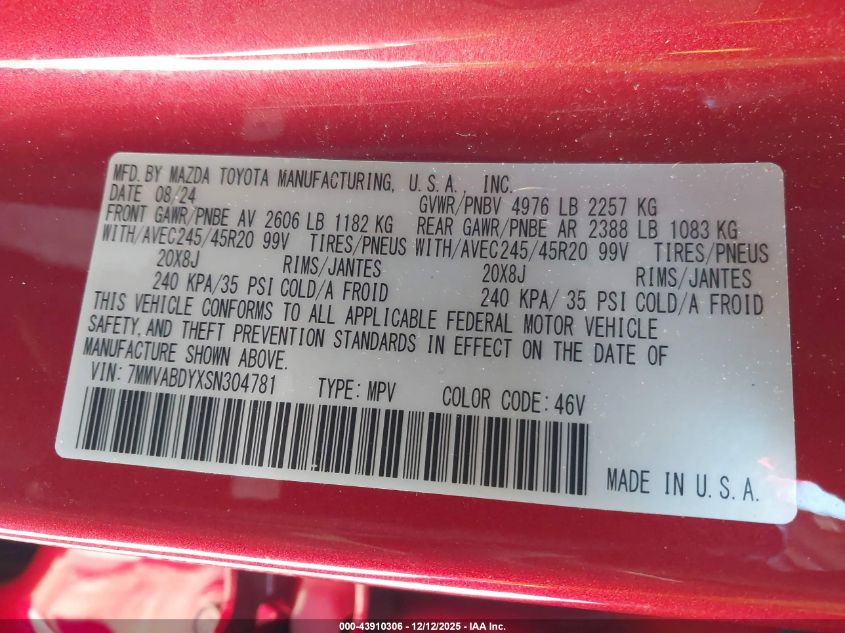 MFD. BY MAZDA TOYOTA MANUFACTURING, U.S.A., INC.
DATE 08/24 GVWR/PNBV 4976 LB 2257 KG
FRONT GAWR/PNBE AV 2606 LB 1182 KG REAR GAWR/PNBE AR 2388 LB 1083 KG
WITH/AVEC245/45R20 99V TIRES/PNEUS WITH/AVEC245/45R20 99V TIRES/PNEUS
20X8J RIMS/JANTES 20X8J RIMS/JANTES
240 KPA/35 PSI COLD/A FROID 240 KPA/ 35 PSI COLD/A FROID
THIS VEHICLE CONFORMS TO ALL APPLICABLE FEDERAL MOTOR VEHICLE
SAFETY, AND THEFT PREVENTION STANDARDS IN EFFECT ON THE DATE OF
MANUFACTURE SHOWN ABOVE.
VIN: 7MMVABDYXSN304781 TYPE: MPV COLOR CODE: 46V
MADE IN U.S.A.
000-43910306 - 12/12/2025 - IAA Inc.